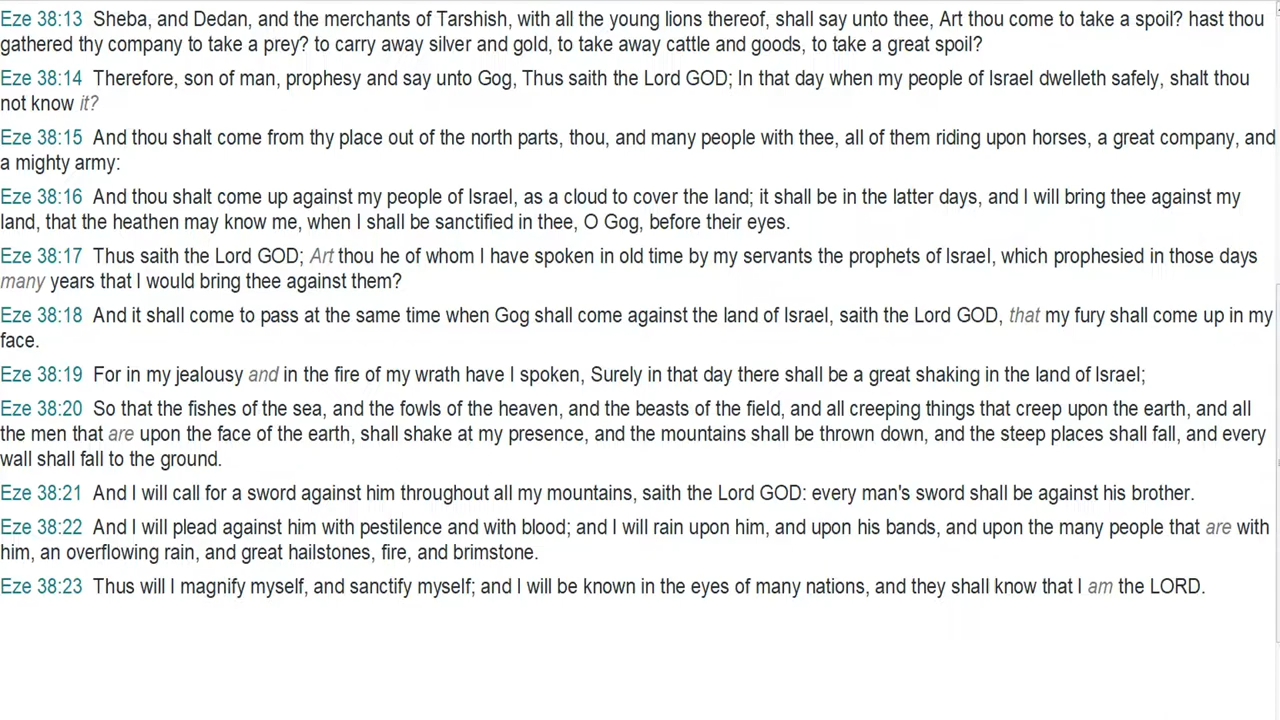 Eze 38:13 Sheba, and Dedan, and the merchants of Tarshish, with all the young lions thereof, shall say unto thee, Art thou come to take a spoil? hast thou
gathered thy company to take a prey? to carry away silver and gold, to take away cattle and goods, to take a great spoil?
Eze 38:14 Therefore, son of man, prophesy and say unto Gog, Thus saith the Lord GOD; In that day when my people of Israel dwelleth safely, shalt thou
not know it?
Eze 38:15 And thou shalt come from thy place out of the north parts, thou, and many people with thee, all of them riding upon horses, a great company, and
a mighty army:
Eze 38:16 And thou shalt come up against my people of Israel, as a cloud to cover the land; it shall be in the latter days, and I will bring thee against my
land, that the heathen may know me, when I shall be sanctified in thee, O Gog, before their eyes.
Eze 38:17 Thus saith the Lord GOD; Art thou he of whom I have spoken in old time by my servants the prophets of Israel, which prophesied in those days
many years that I would bring thee against them?
Eze 38:18 And it shall come to pass at the same time when Gog shall come against the land of Israel, saith the Lord GOD, that my fury shall come up in my
face.
Eze 38:19 For in my jealousy and in the fire of my wrath have I spoken, Surely in that day there shall be a great shaking in the land of Israel;
Eze 38:20 So that the fishes of the sea, and the fowls of the heaven, and the beasts of the field, and all creeping things that creep upon the earth, and all
the men that are upon the face of the earth, shall shake at my presence, and the mountains shall be thrown down, and the steep places shall fall, and every
wall shall fall to the ground.
Eze 38:21 And I will call for a sword against him throughout all my mountains, saith the Lord GOD: every man's sword shall be against his brother.
Eze 38:22 And I will plead against him with pestilence and with blood; and I will rain upon him, and upon his bands, and upon the many people that are with
him, an overflowing rain, and great hailstones, fire, and brimstone.
Eze 38:23 Thus will I magnify myself, and sanctify myself; and I will be known in the eyes of many nations, and they shall know that I am the LORD.